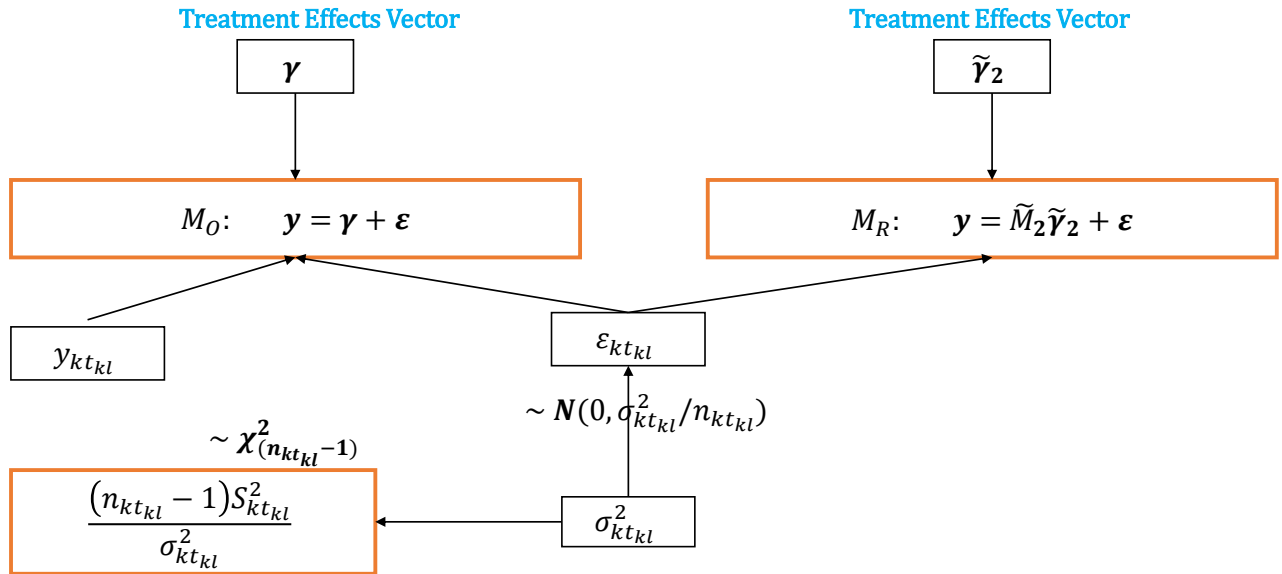 Treatment Effects Vector
Treatment Effects Vector
𝜸
𝜸̃₂
M_O: 𝒚 = 𝜸 + 𝜺
M_R: 𝒚 = M̃₂𝜸̃₂ + 𝜺
y_{kt_{kl}}
ε_{kt_{kl}}
~ 𝑵(0, σ²_{kt_{kl}}/n_{kt_{kl}})
~ 𝝌²_{(n_{kt_{kl}}−1)}
(n_{kt_{kl}} − 1)S²_{kt_{kl}}
σ²_{kt_{kl}}
σ²_{kt_{kl}}